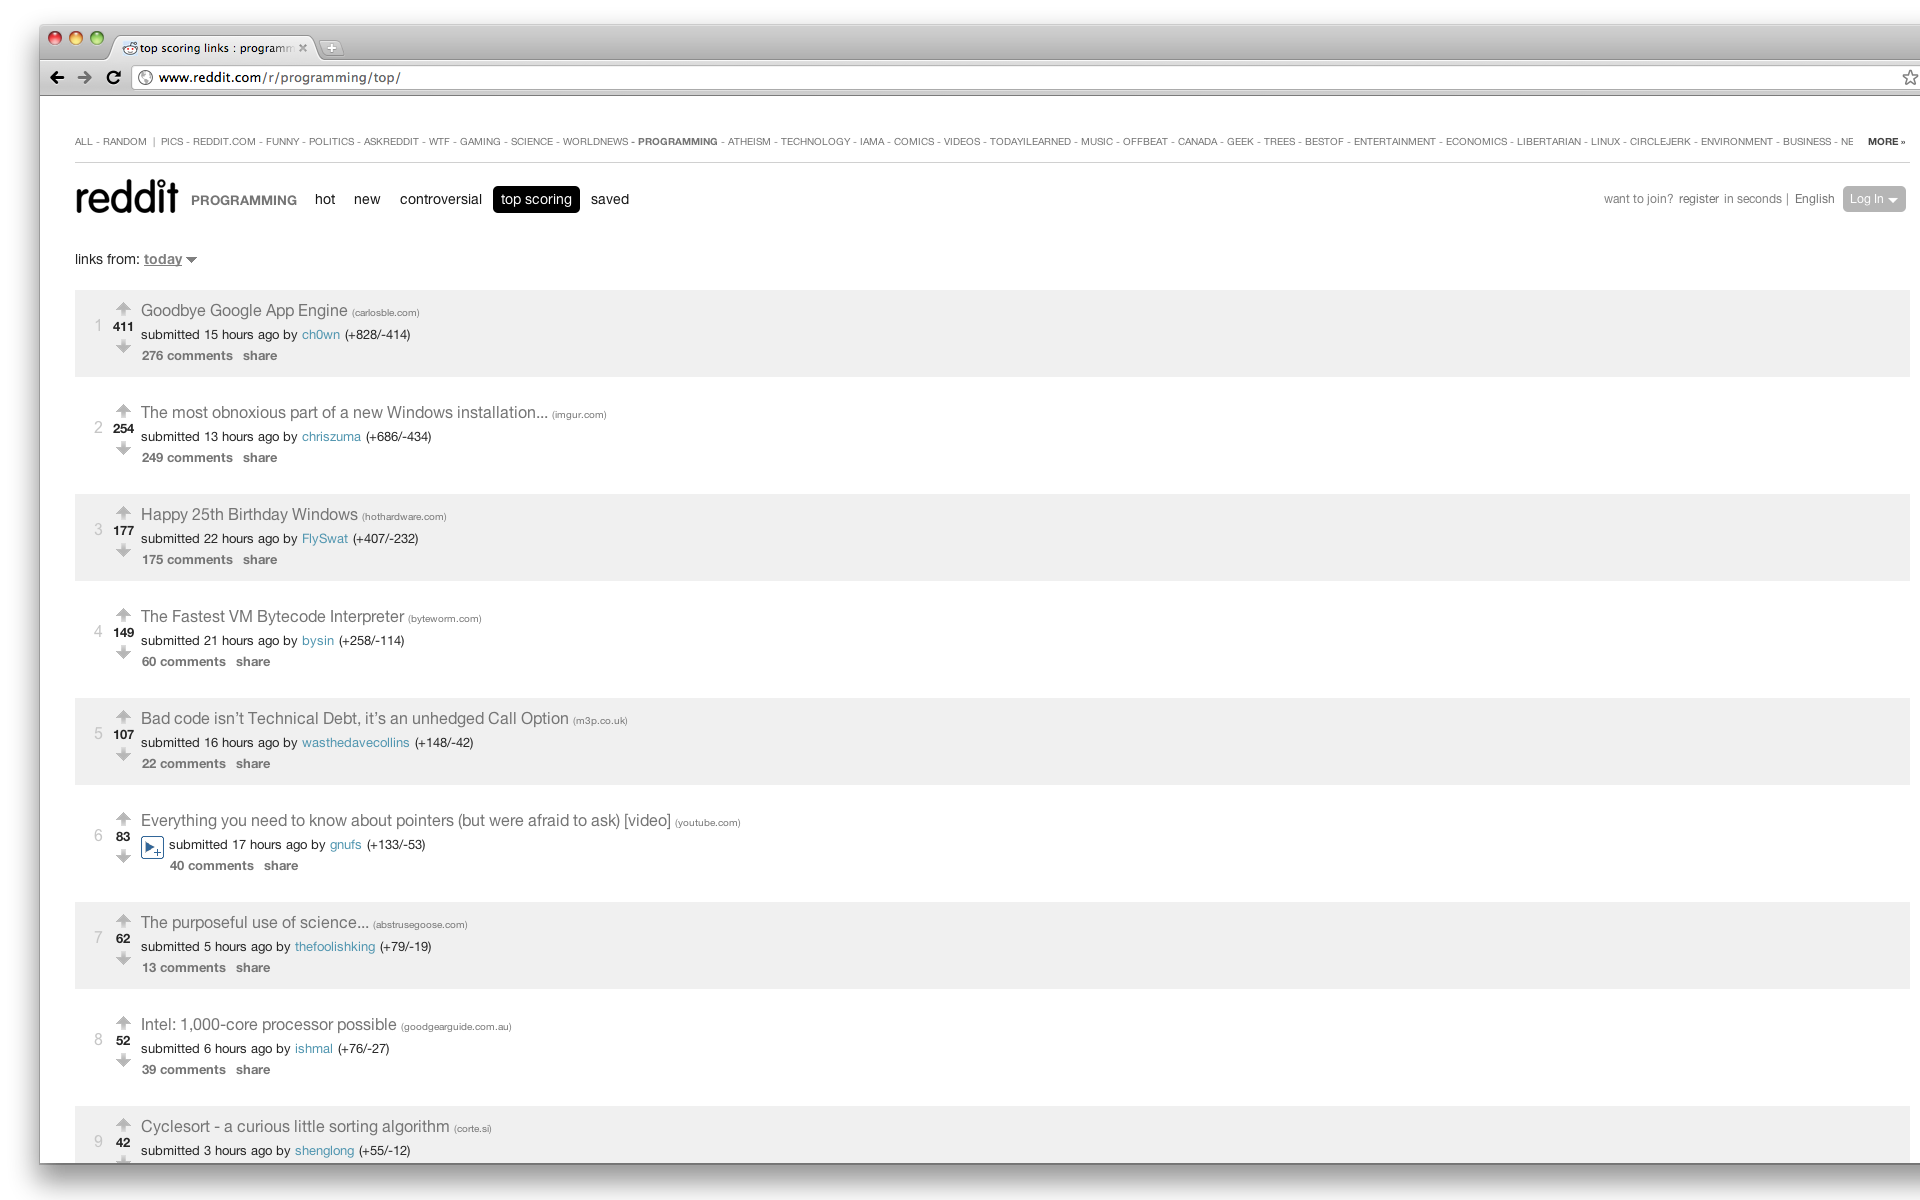 top scoring links : programm
www.reddit.com/r/programming/top/
ALL - RANDOM | PICS - REDDIT.COM - FUNNY - POLITICS - ASKREDDIT - WTF - GAMING - SCIENCE - WORLDNEWS - PROGRAMMING - ATHEISM - TECHNOLOGY - IAMA - COMICS - VIDEOS - TODAYILEARNED - MUSIC - OFFBEAT - CANADA - GEEK - TREES - BESTOF - ENTERTAINMENT - ECONOMICS - LIBERTARIAN - LINUX - CIRCLEJERK - ENVIRONMENT - BUSINESS - NE MORE »
reddit PROGRAMMING hot new controversial top scoring saved want to join? register in seconds | English Log In
links from: today
Goodbye Google App Engine (carlosble.com)
1 411 submitted 15 hours ago by ch0wn (+828/-414)
276 comments share
The most obnoxious part of a new Windows installation... (imgur.com)
2 254 submitted 13 hours ago by chriszuma (+686/-434)
249 comments share
Happy 25th Birthday Windows (hothardware.com)
3 177 submitted 22 hours ago by FlySwat (+407/-232)
175 comments share
The Fastest VM Bytecode Interpreter (byteworm.com)
4 149 submitted 21 hours ago by bysin (+258/-114)
60 comments share
Bad code isn’t Technical Debt, it’s an unhedged Call Option (m3p.co.uk)
5 107 submitted 16 hours ago by wasthedavecollins (+148/-42)
22 comments share
Everything you need to know about pointers (but were afraid to ask) [video] (youtube.com)
6 83 submitted 17 hours ago by gnufs (+133/-53)
40 comments share
The purposeful use of science... (abstrusegoose.com)
7 62 submitted 5 hours ago by thefoolishking (+79/-19)
13 comments share
Intel: 1,000-core processor possible (goodgearguide.com.au)
8 52 submitted 6 hours ago by ishmal (+76/-27)
39 comments share
Cyclesort - a curious little sorting algorithm (corte.si)
9 42 submitted 3 hours ago by shenglong (+55/-12)